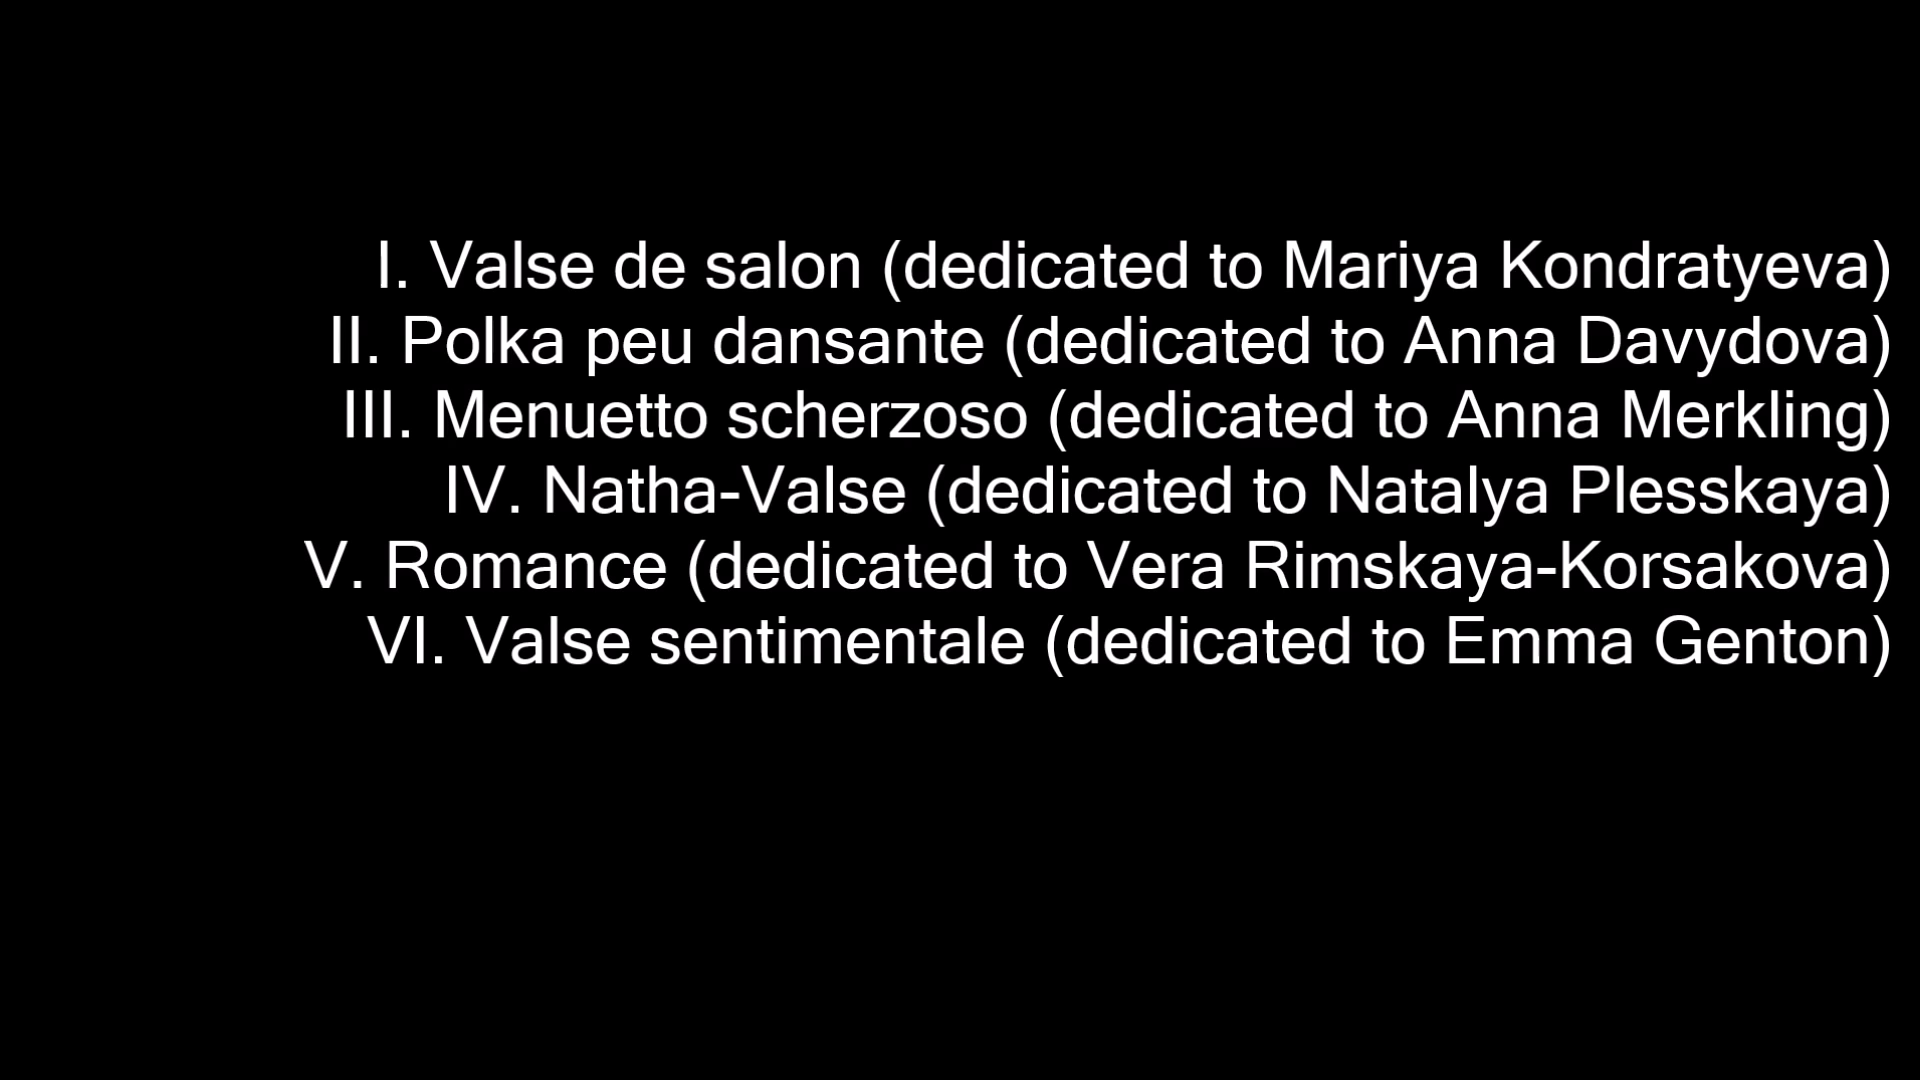 I. Valse de salon (dedicated to Mariya Kondratyeva)
II. Polka peu dansante (dedicated to Anna Davydova)
III. Menuetto scherzoso (dedicated to Anna Merkling)
IV. Natha-Valse (dedicated to Natalya Plesskaya)
V. Romance (dedicated to Vera Rimskaya-Korsakova)
VI. Valse sentimentale (dedicated to Emma Genton)